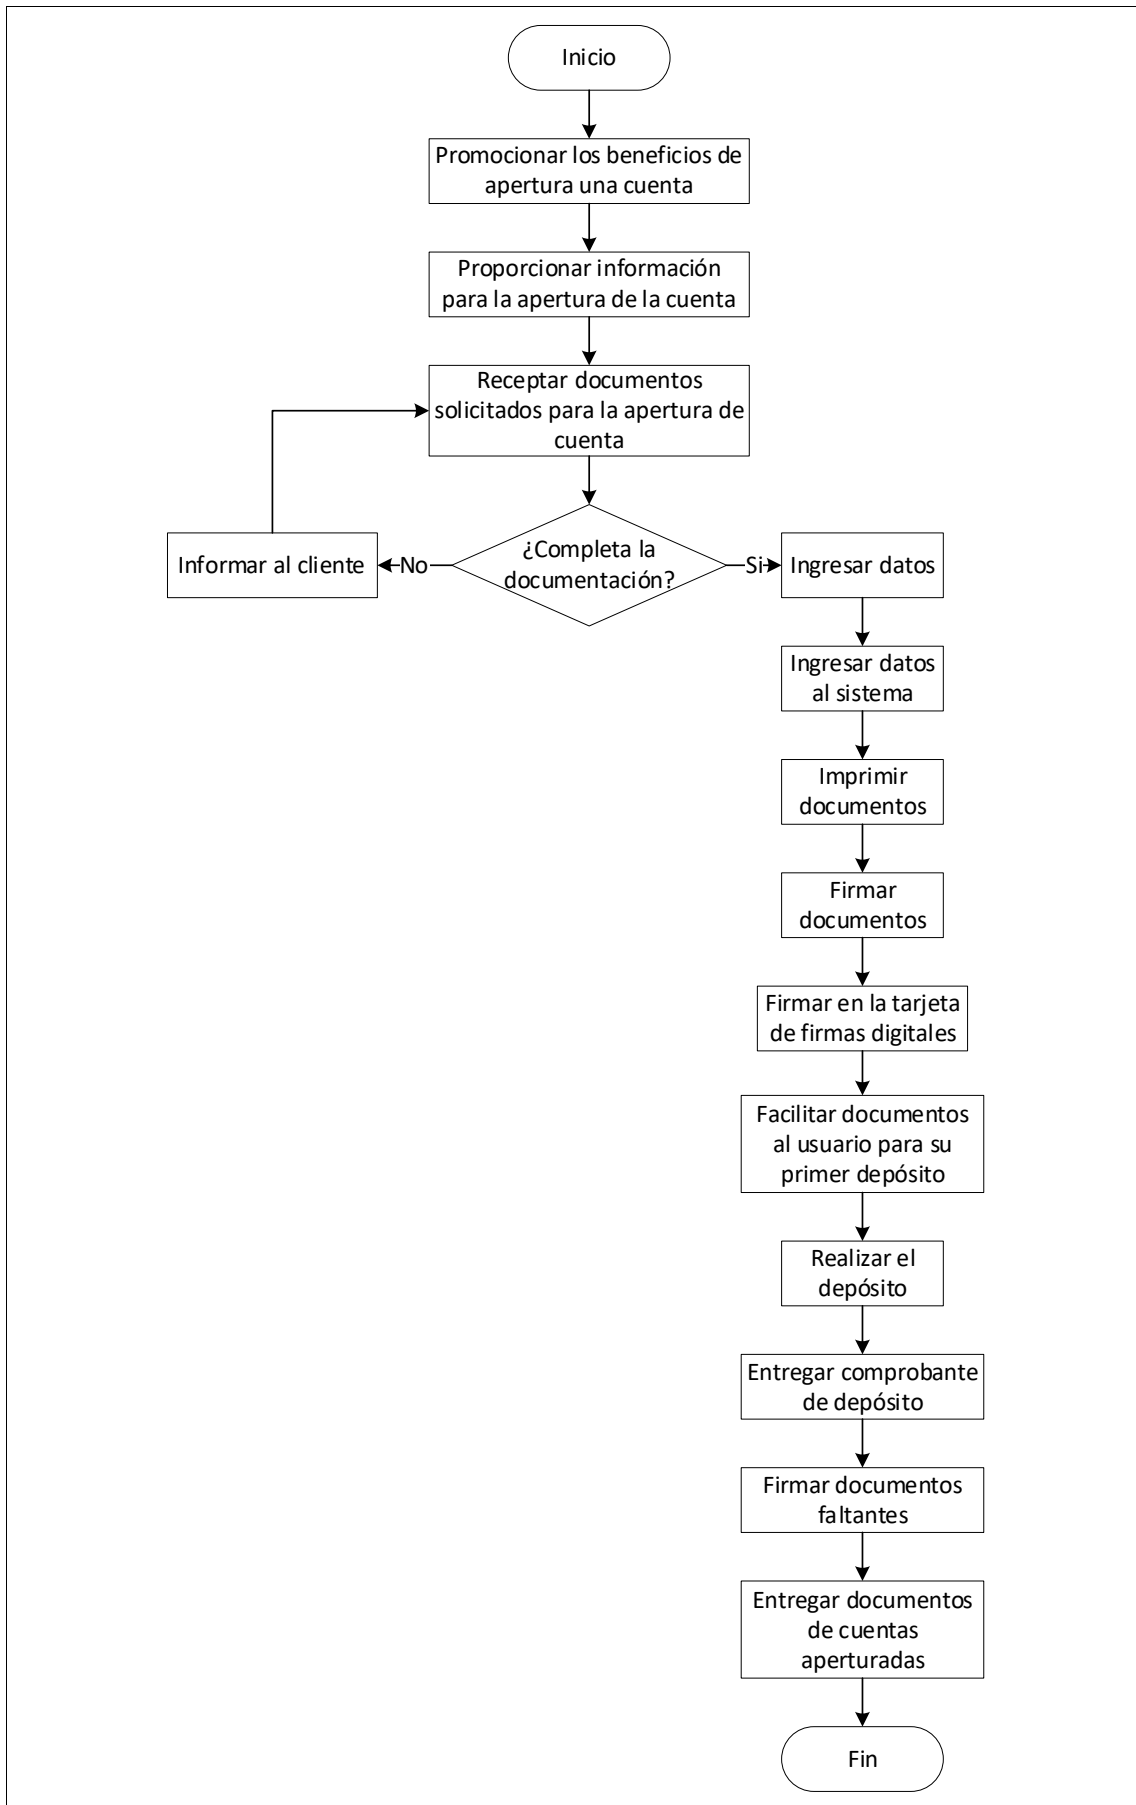 Inicio
Promocionar los beneficios de
apertura una cuenta
Proporcionar información
para la apertura de la cuenta
Receptar documentos
solicitados para la apertura de
cuenta
¿Completa la
documentación?
No
Informar al cliente
Si
Ingresar datos
Ingresar datos
al sistema
Imprimir
documentos
Firmar
documentos
Firmar en la tarjeta
de firmas digitales
Facilitar documentos
al usuario para su
primer depósito
Realizar el
depósito
Entregar comprobante
de depósito
Firmar documentos
faltantes
Entregar documentos
de cuentas
aperturadas
Fin